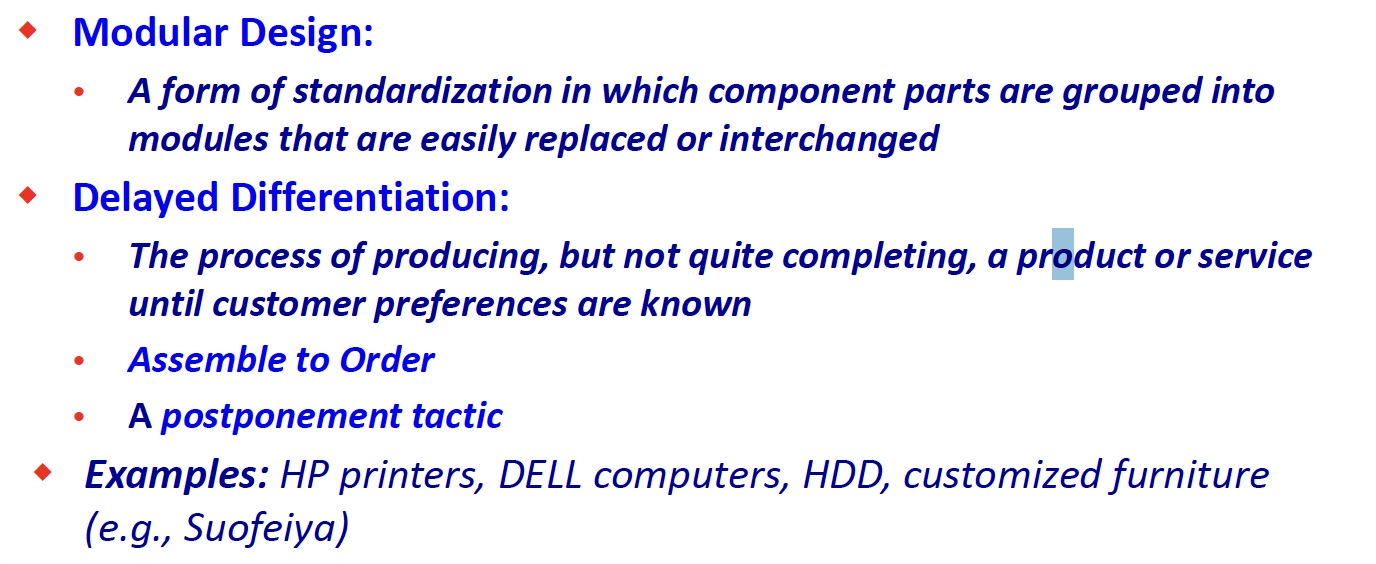 Modular Design:
A form of standardization in which component parts are grouped into
modules that are easily replaced or interchanged
Delayed Differentiation:
The process of producing, but not quite completing, a product or service
until customer preferences are known
Assemble to Order
A postponement tactic
Examples: HP printers, DELL computers, HDD, customized furniture
(e.g., Suofeiya)